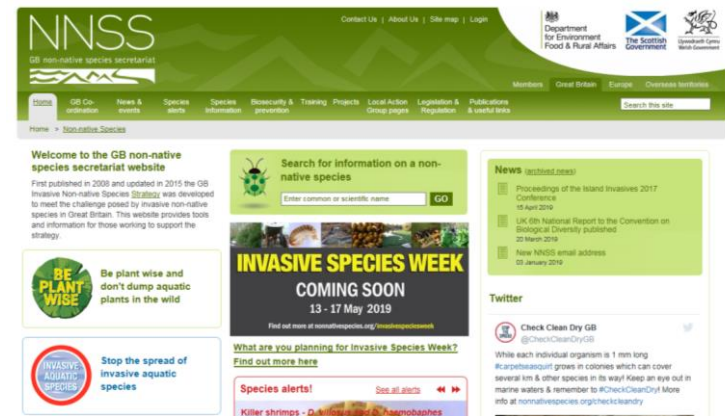 NNSS
GB non-native species secretariat
Contact Us | About Us | Site map | Login
Department
for Environment
Food & Rural Affairs
The Scottish
Government
Llywodraeth Cymru
Welsh Government
Members Great Britain Europe Overseas territories
Home
GB Co-
ordination
News &
events
Species
alerts
Species
Information
Biosecurity &
prevention
Training
Projects
Local Action
Group pages
Legislation &
Regulation
Publications
& useful links
Search this site
Home » Non-native Species
Welcome to the GB non-native
species secretariat website
First published in 2008 and updated in 2015 the GB
Invasive Non-native Species Strategy was developed
to meet the challenge posed by invasive non-native
species in Great Britain. This website provides tools
and information for those working to support the
strategy.
BE
PLANT
WISE
Be plant wise and
don't dump aquatic
plants in the wild
INVASIVE
AQUATIC
SPECIES
Stop the spread of
invasive aquatic
species
Search for information on a non-
native species
Enter common or scientific name
GO
INVASIVE SPECIES WEEK
COMING SOON
13 - 17 May 2019
Find out more at nonnativespecies.org/invasivespeciesweek
What are you planning for Invasive Species Week?
Find out more here
Species alerts!
See all alerts
Killer shrimps - D. villosus and D. haemobaphes
News (archived news)
Proceedings of the Island Invasives 2017
Conference
15 April 2019
UK 6th National Report to the Convention on
Biological Diversity published
20 March 2019
New NNSS email address
03 January 2019
Twitter
Check Clean Dry GB
@CheckCleanDryGB
While each individual organism is 1 mm long
#carpetseasquirt grows in colonies which can cover
several km & other species in its way! Keep an eye out in
marine waters & remember to #CheckCleanDry! More
info at nonnativespecies.org/checkcleandry